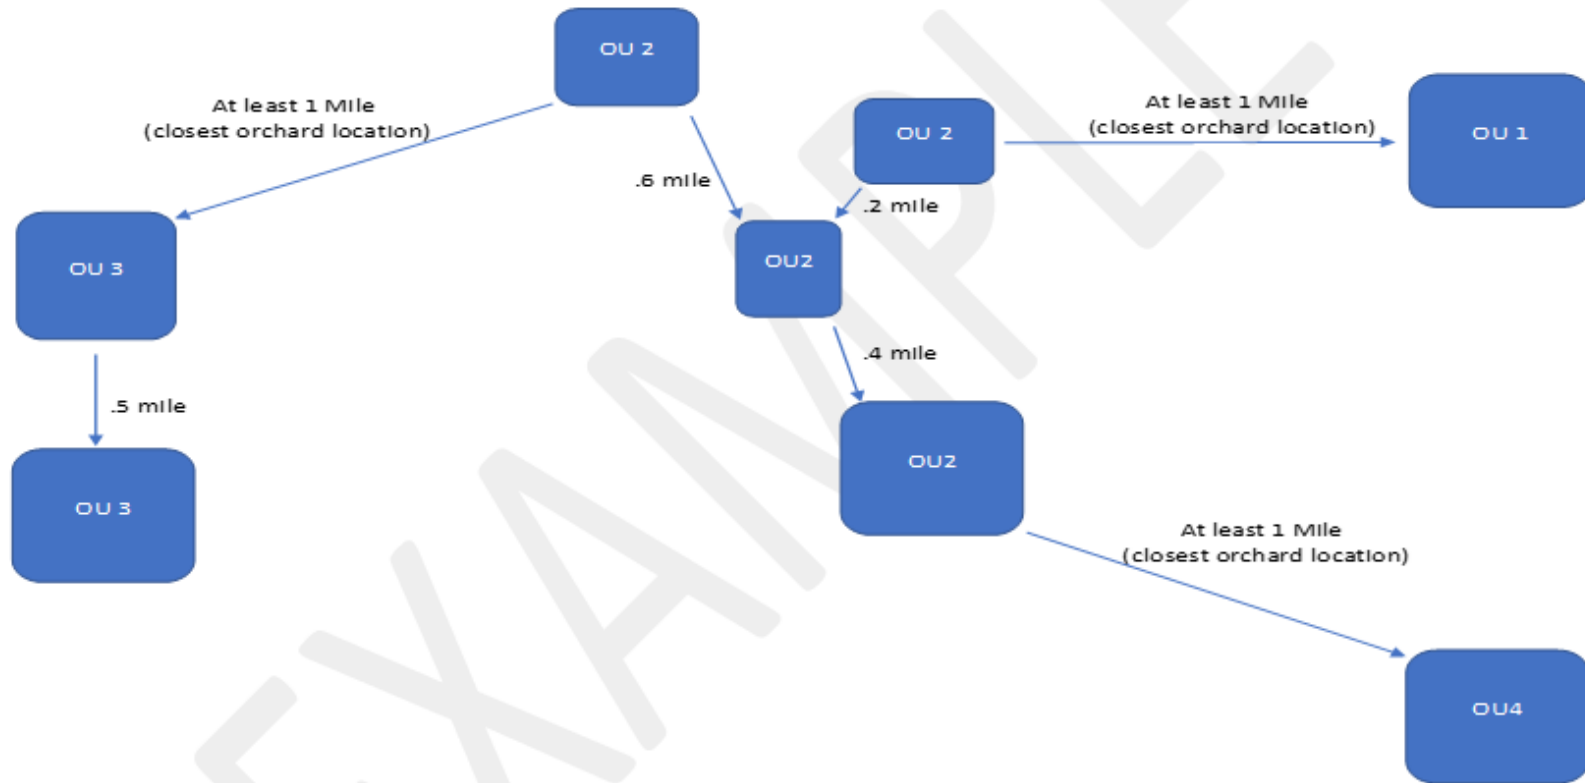 OU 2
At least 1 Mile
(closest orchard location)
OU 2
At least 1 Mile
(closest orchard location)
OU 1
.6 mile
.2 mile
OU 3
OU2
.4 mile
.5 mile
OU2
OU 3
At least 1 Mile
(closest orchard location)
OU4
EXAMPLE